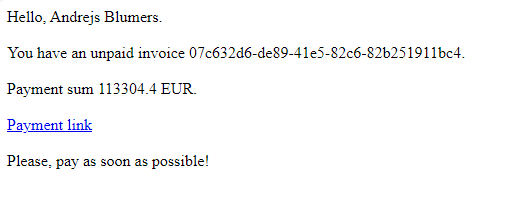 Hello, Andrejs Blumers.
You have an unpaid invoice 07c632d6-de89-41e5-82c6-82b251911bc4.
Payment sum 113304.4 EUR.
Payment link
Please, pay as soon as possible!